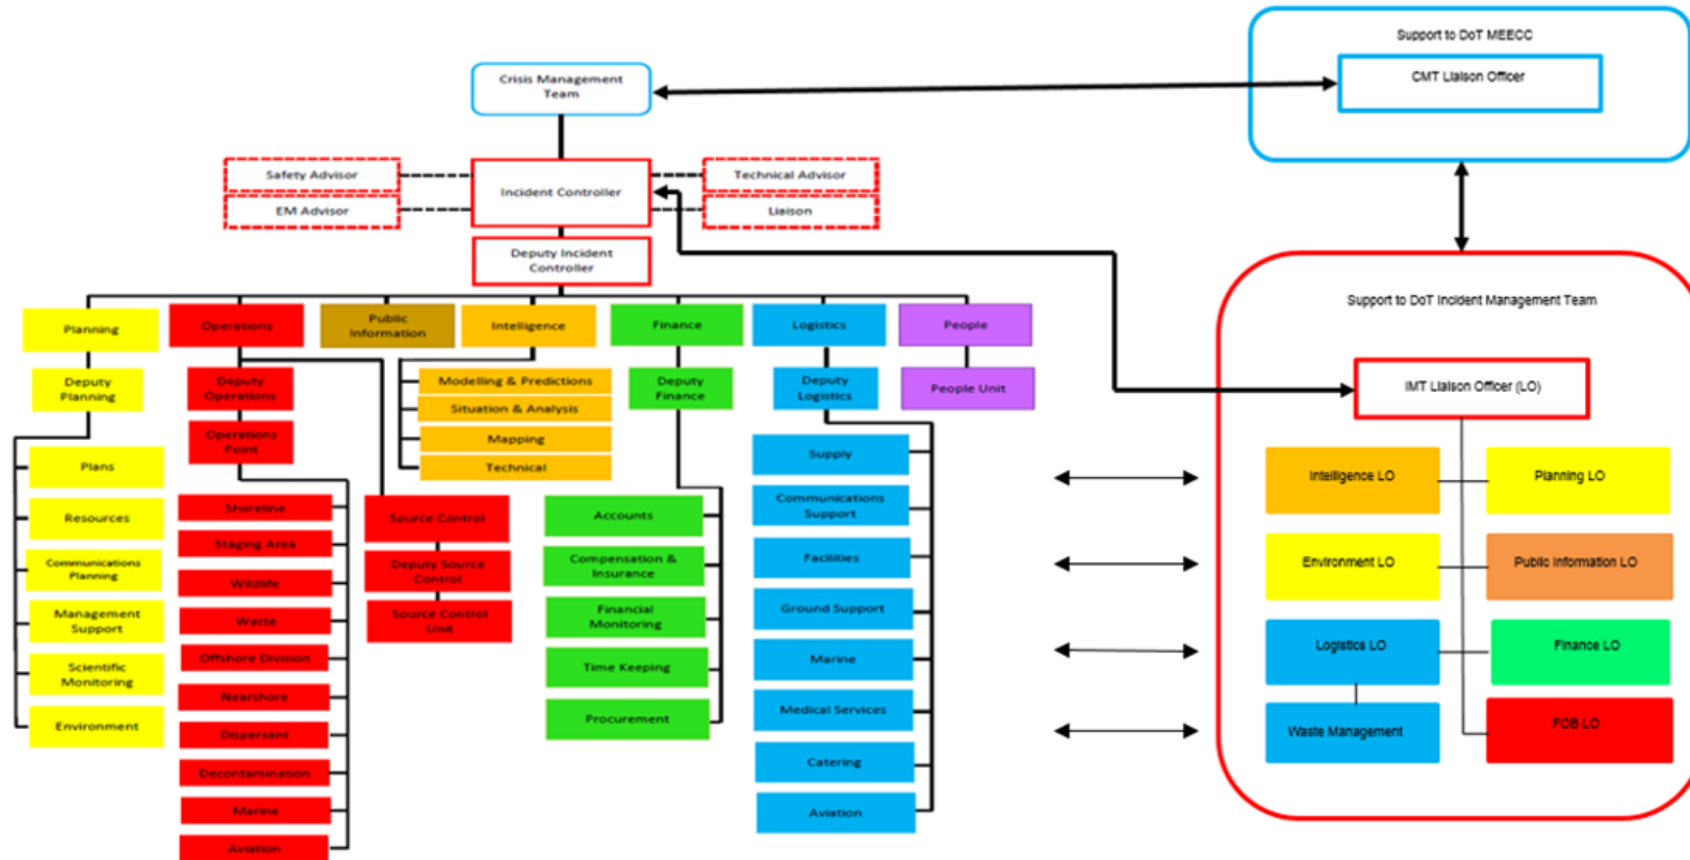 Support to DoT MEECC
CMT Liaison Officer
Crisis Management
Team
Safety Advisor
Technical Advisor
Incident Controller
EM Advisor
Liaison
Deputy Incident
Controller
Support to DoT Incident Management Team
Planning
Operations
Public
Information
Intelligence
Finance
Logistics
People
Deputy
Planning
Deputy
Operations
Operations
Point
Modelling & Predictions
Situation & Analysis
Mapping
Technical
Deputy
Finance
Deputy
Logistics
People Unit
IMT Liaison Officer (LO)
Plans
Resources
Communications
Planning
Management
Support
Scientific
Monitoring
Environment
Shoreline
Staging Area
Wildlife
Waste
Offshore Division
Nearshore
Dispersant
Decontamination
Marine
Aviation
Source Control
Deputy Source
Control
Source Control
Unit
Accounts
Compensation &
Insurance
Financial
Monitoring
Time Keeping
Procurement
Supply
Communications
Support
Facilities
Ground Support
Marine
Medical Services
Catering
Aviation
Intelligence LO
Planning LO
Environment LO
Public Information LO
Logistics LO
Finance LO
Waste Management
FOB LO